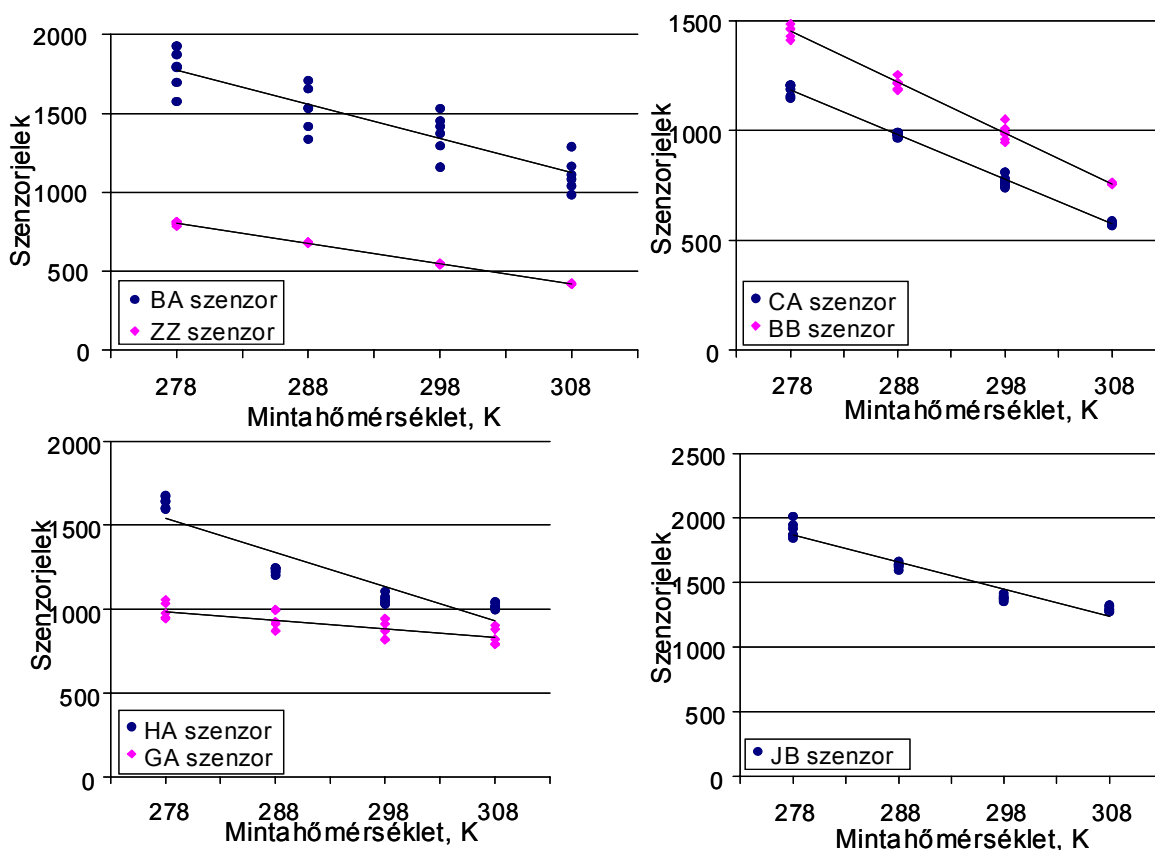 Szenzorjelek
2000
1500
1000
500
0
BA szenzor
ZZ szenzor
278 288 298 308
Mintahőmérséklet, K
Szenzorjelek
1500
1000
500
0
CA szenzor
BB szenzor
278 288 298 308
Mintahőmérséklet, K
Szenzorjelek
2000
1500
1000
500
0
HA szenzor
GA szenzor
278 288 298 308
Mintahőmérséklet, K
Szenzorjelek
2500
2000
1500
1000
500
0
JB szenzor
278 288 298 308
Mintahőmérséklet, K